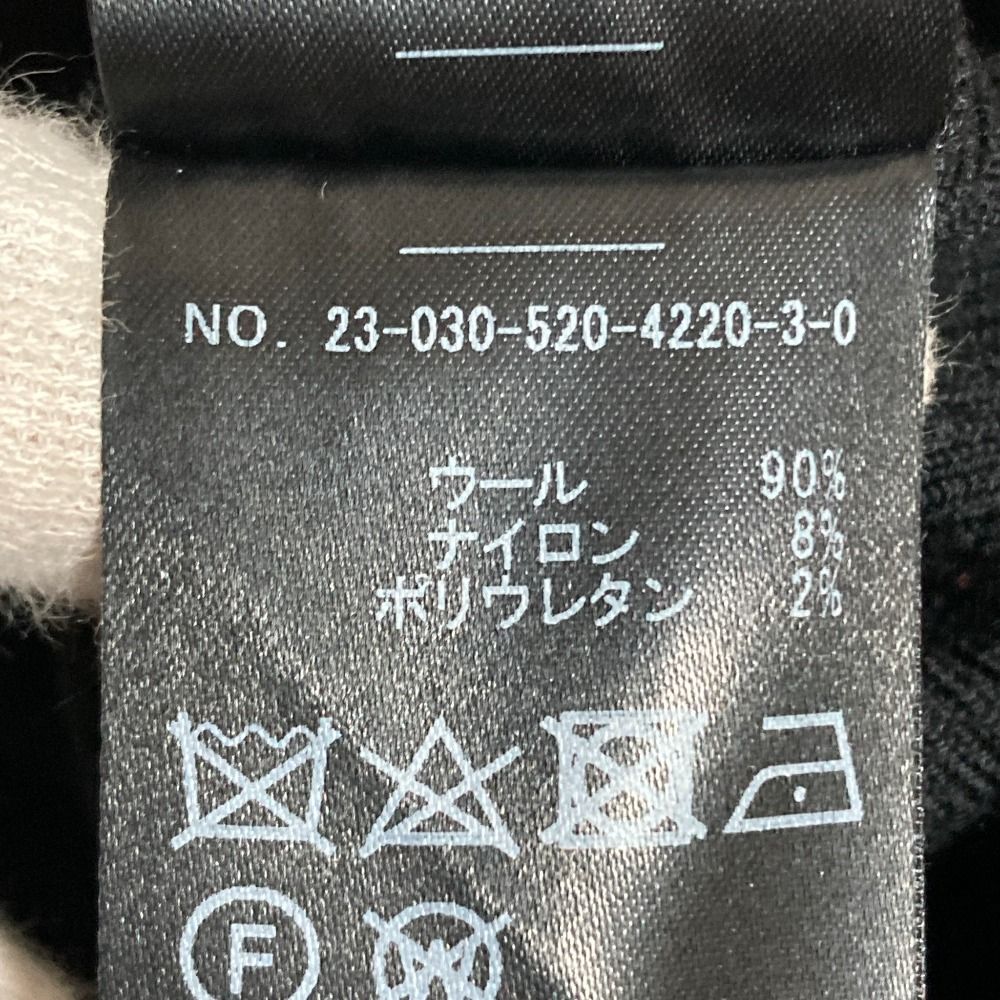 NO. 23-030-520-4220-3-0
ウール 90%
ナイロン 8%
ポリウレタン 2%
F W